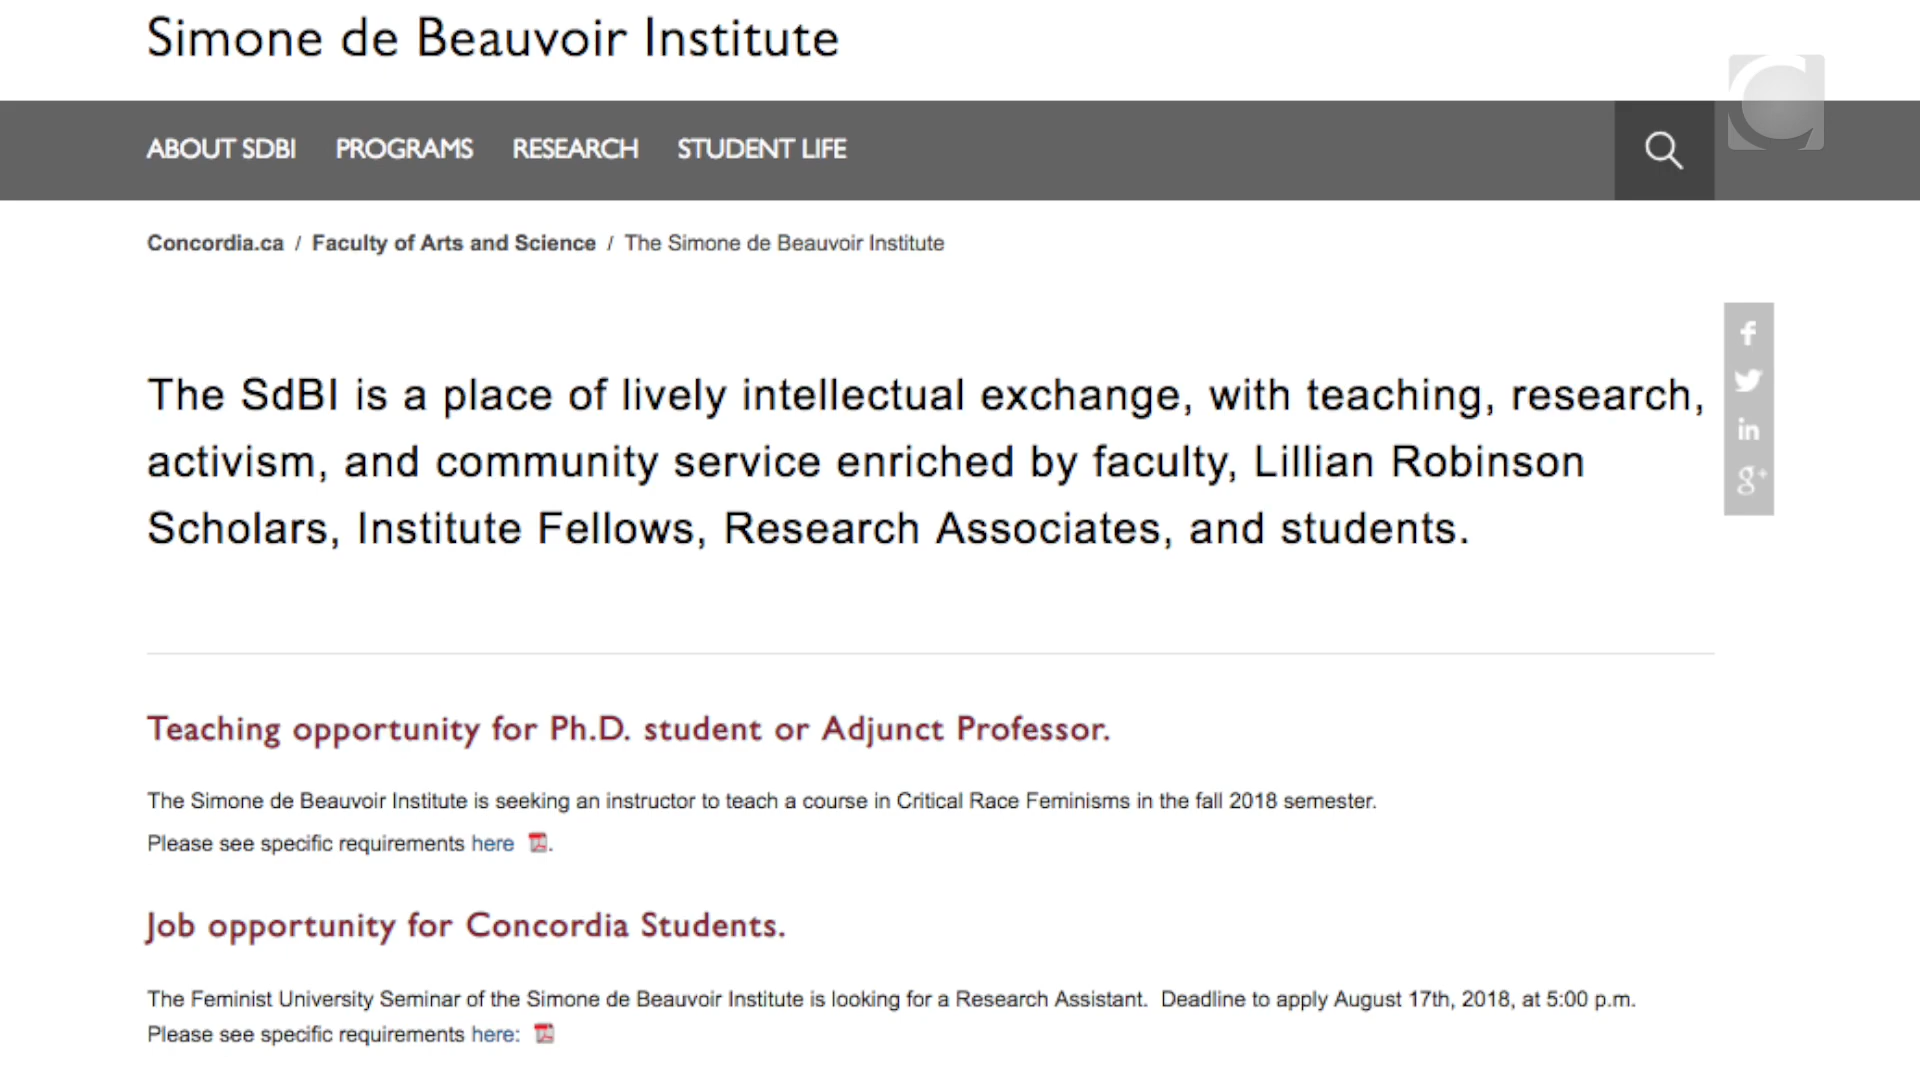 Simone de Beauvoir Institute
ABOUT SDBI PROGRAMS RESEARCH STUDENT LIFE
Concordia.ca / Faculty of Arts and Science / The Simone de Beauvoir Institute
The SdBI is a place of lively intellectual exchange, with teaching, research,
activism, and community service enriched by faculty, Lillian Robinson
Scholars, Institute Fellows, Research Associates, and students.
f
in
g+
Teaching opportunity for Ph.D. student or Adjunct Professor.
The Simone de Beauvoir Institute is seeking an instructor to teach a course in Critical Race Feminisms in the fall 2018 semester.
Please see specific requirements here .
Job opportunity for Concordia Students.
The Feminist University Seminar of the Simone de Beauvoir Institute is looking for a Research Assistant. Deadline to apply August 17th, 2018, at 5:00 p.m.
Please see specific requirements here: